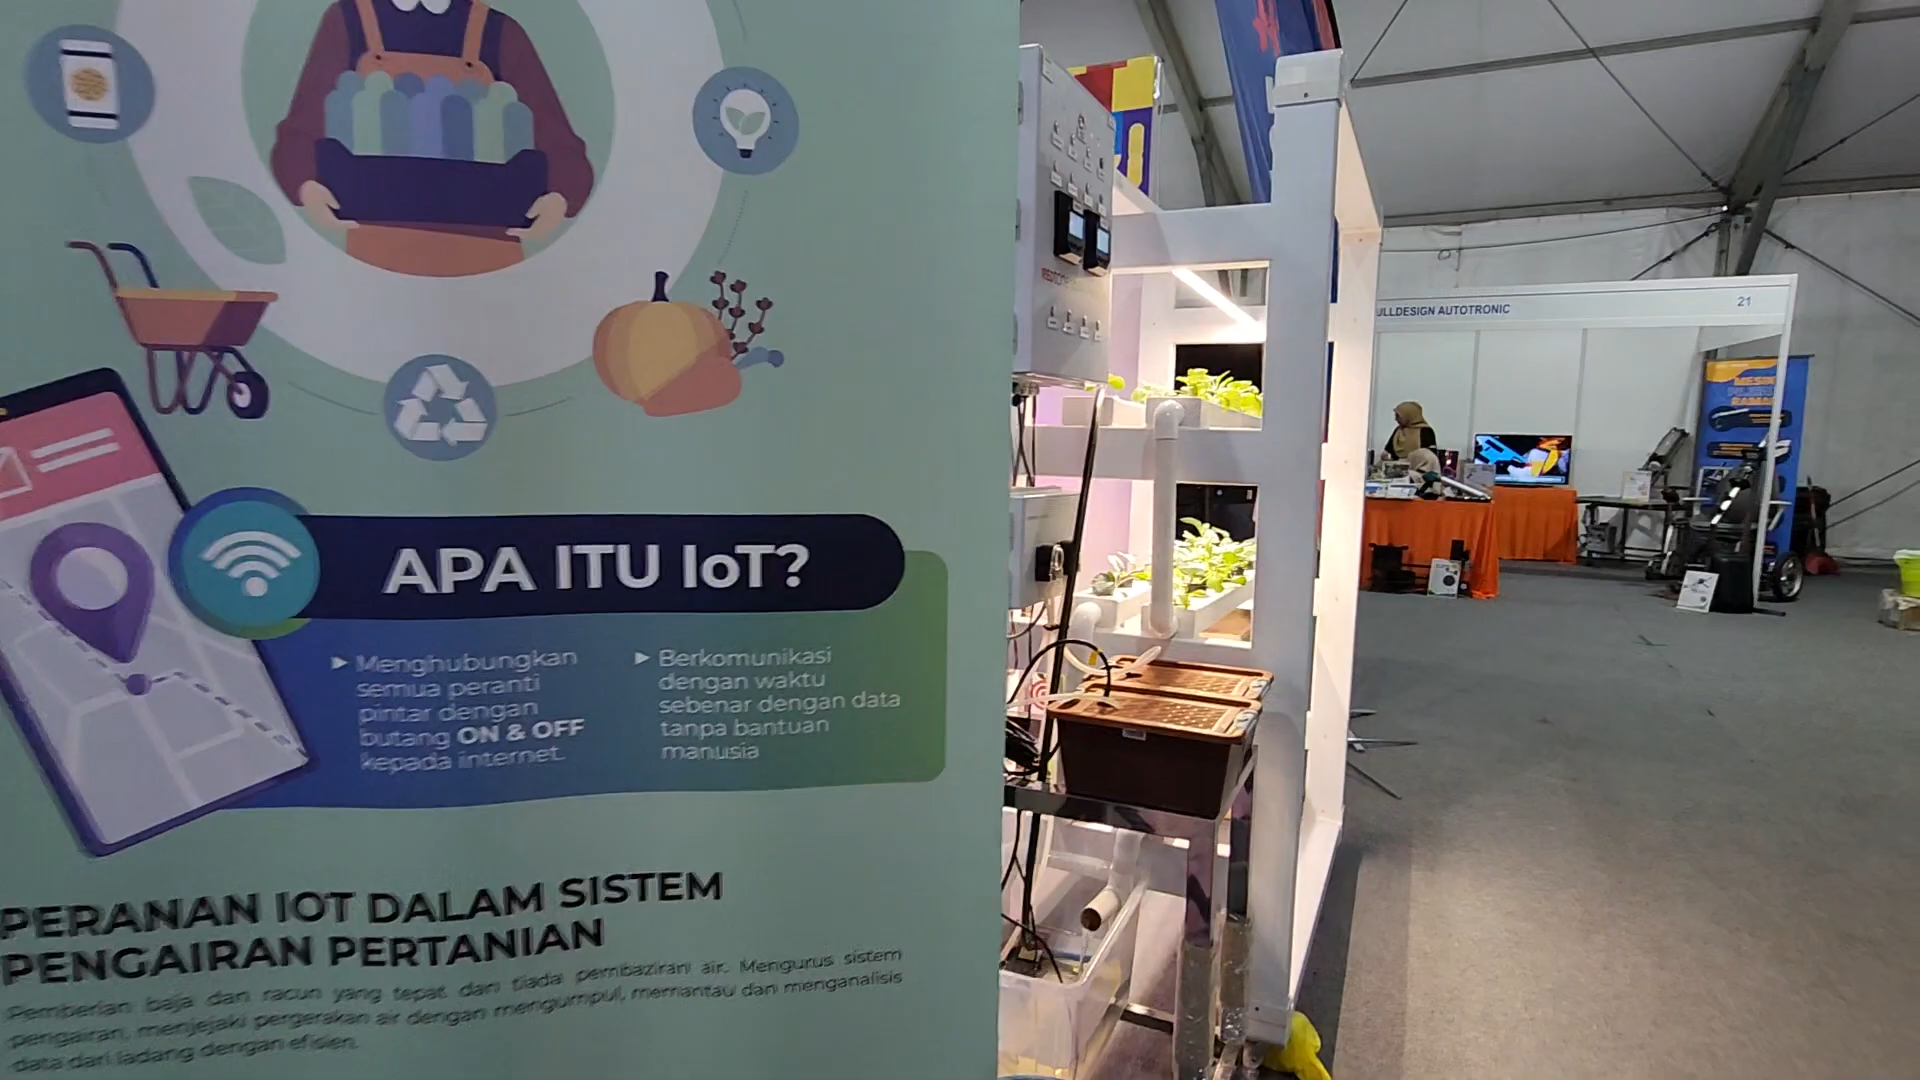 APA ITU IoT?
► Menghubungkan
semua peranti
pintar dengan
butang ON & OFF
kepada internet.
► Berkomunikasi
dengan waktu
sebenar dengan data
tanpa bantuan
manusia
PERANAN IOT DALAM SISTEM
PENGAIRAN PERTANIAN
Pemberian baja dan racun yang tepat dan tiada pembaziran air. Mengurus sistem
pengairan, menjejaki pergerakan air dengan mengumpul, memantau dan menganalisis
data dari ladang dengan efisien.
ULLDESIGN AUTOTRONIC
21
MESIN